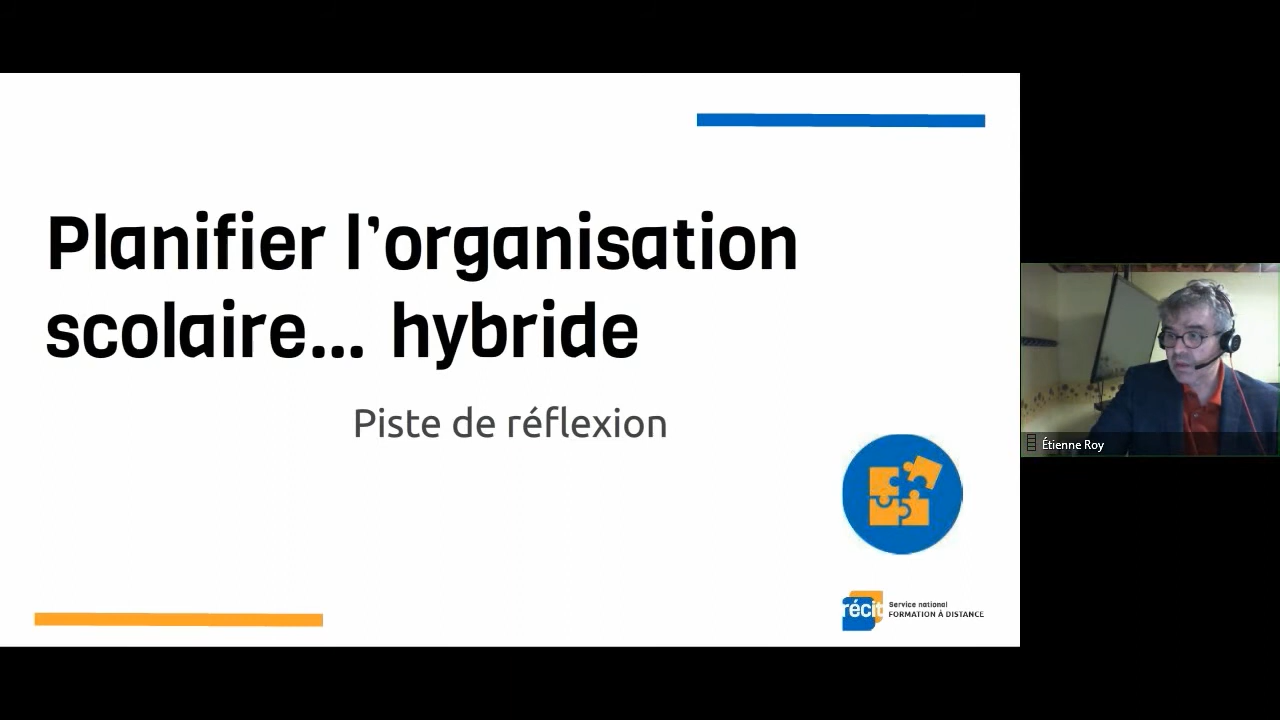 Planifier l’organisation
scolaire... hybride
Piste de réflexion
récit
Service national
FORMATION À DISTANCE
Étienne Roy